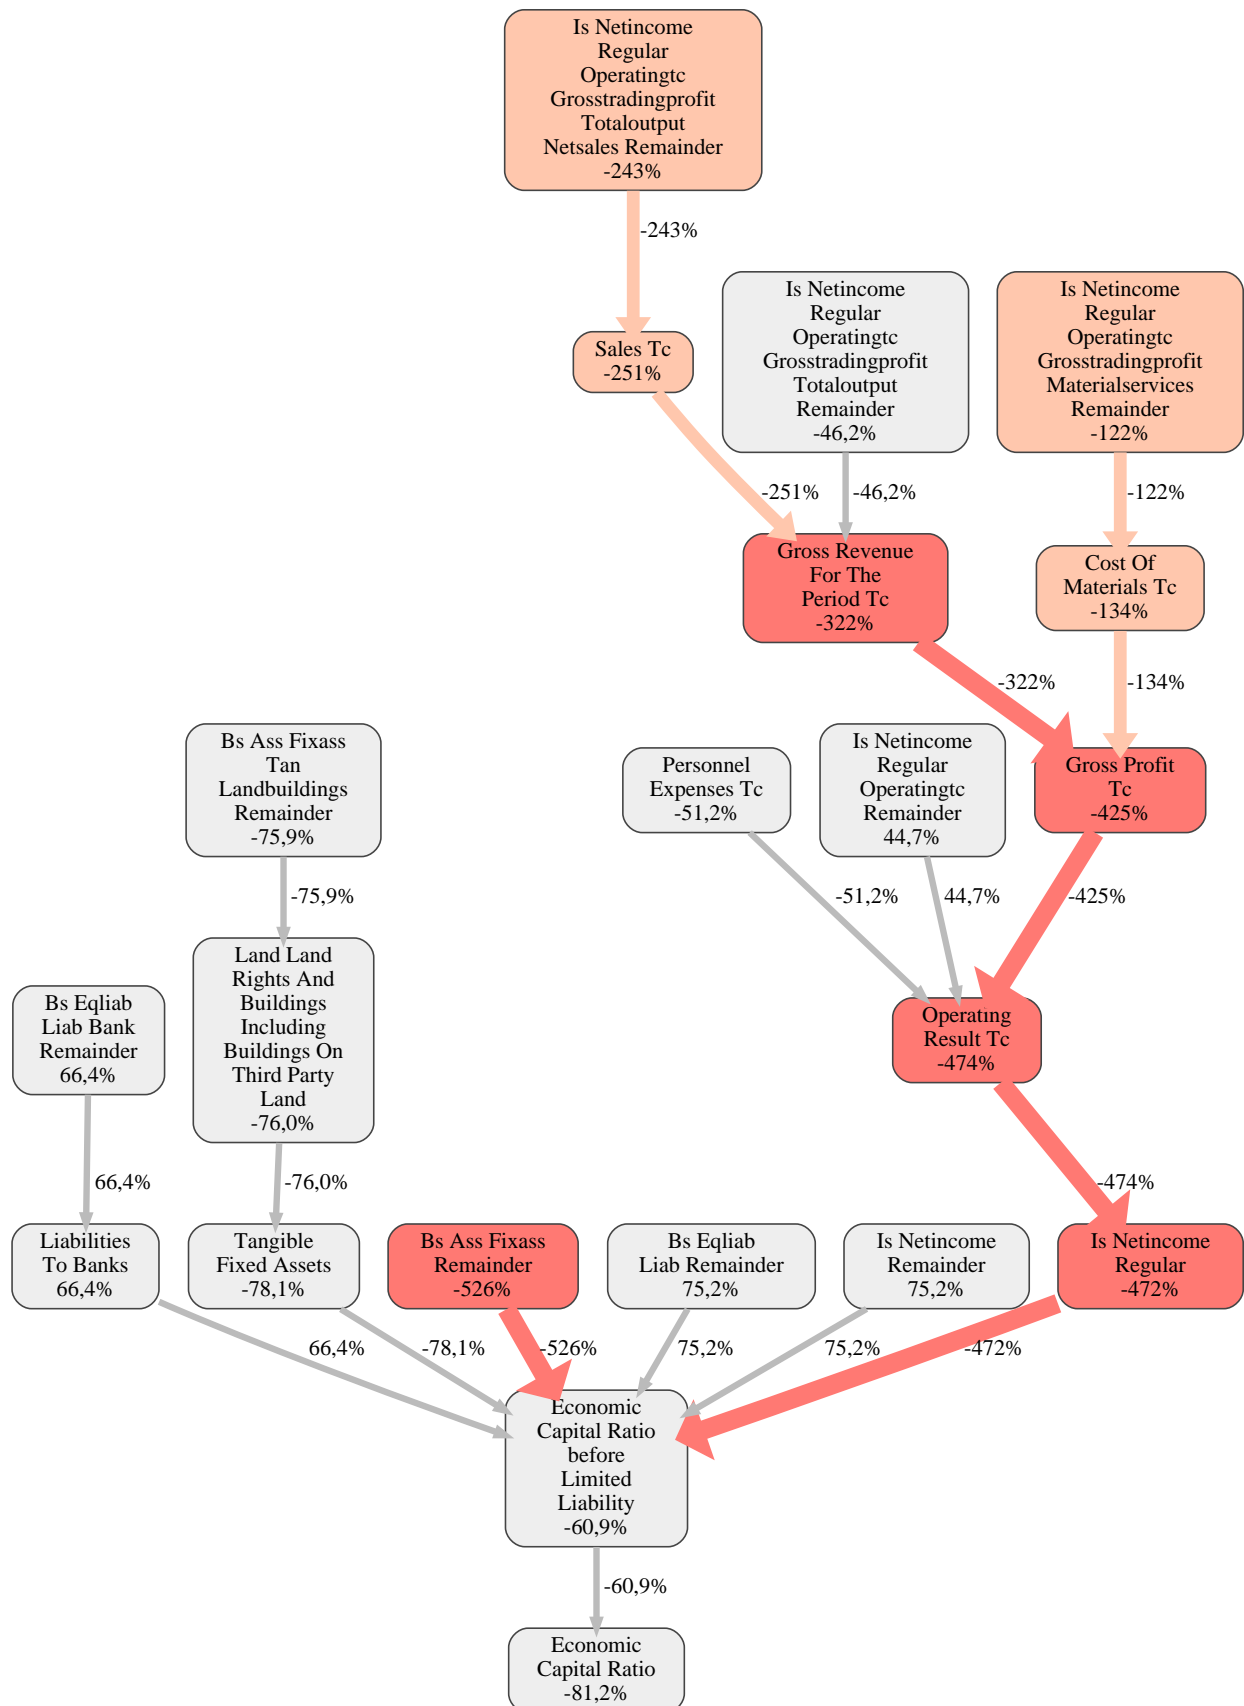 Is Netincome
Regular
Operatingtc
Grosstradingprofit
Totaloutput
Netsales Remainder
-243%
-243%
Is Netincome
Regular
Operatingtc
Grosstradingprofit
Totaloutput
Remainder
-46,2%
Is Netincome
Regular
Operatingtc
Grosstradingprofit
Materialservices
Remainder
-122%
Sales Tc
-251%
-251%
-46,2%
-122%
Gross Revenue
For The
Period Tc
-322%
Cost Of
Materials Tc
-134%
-322%
-134%
Bs Ass Fixass
Tan
Landbuildings
Remainder
-75,9%
Personnel
Expenses Tc
-51,2%
Is Netincome
Regular
Operatingtc
Remainder
44,7%
Gross Profit
Tc
-425%
-75,9%
-51,2%
44,7%
-425%
Bs Eqliab
Liab Bank
Remainder
66,4%
Land Land
Rights And
Buildings
Including
Buildings On
Third Party
Land
-76,0%
Operating
Result Tc
-474%
66,4%
-76,0%
-474%
Liabilities
To Banks
66,4%
Tangible
Fixed Assets
-78,1%
Bs Ass Fixass
Remainder
-526%
Bs Eqliab
Liab Remainder
75,2%
Is Netincome
Remainder
75,2%
Is Netincome
Regular
-472%
66,4%
-78,1%
-526%
75,2%
75,2%
-472%
Economic
Capital Ratio
before
Limited
Liability
-60,9%
-60,9%
Economic
Capital Ratio
-81,2%